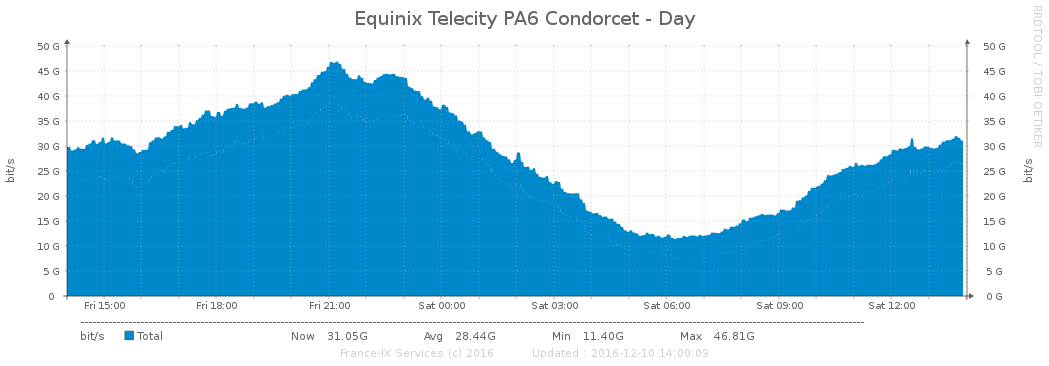 Equinix Telecity PA6 Condorcet - Day
RRDTOOL / TOBI OETIKER
bit/s
50 G 50 G
45 G 45 G
40 G 40 G
35 G 35 G
30 G 30 G
25 G 25 G
20 G 20 G
15 G 15 G
10 G 10 G
5 G 5 G
0 0 G
bit/s
Fri 15:00 Fri 18:00 Fri 21:00 Sat 00:00 Sat 03:00 Sat 06:00 Sat 09:00 Sat 12:00
bit/s Total Now 31.05G Avg 28.44G Min 11.40G Max 46.81G
France-IX Services (c) 2016 Updated : 2016-12-10 14:00:09